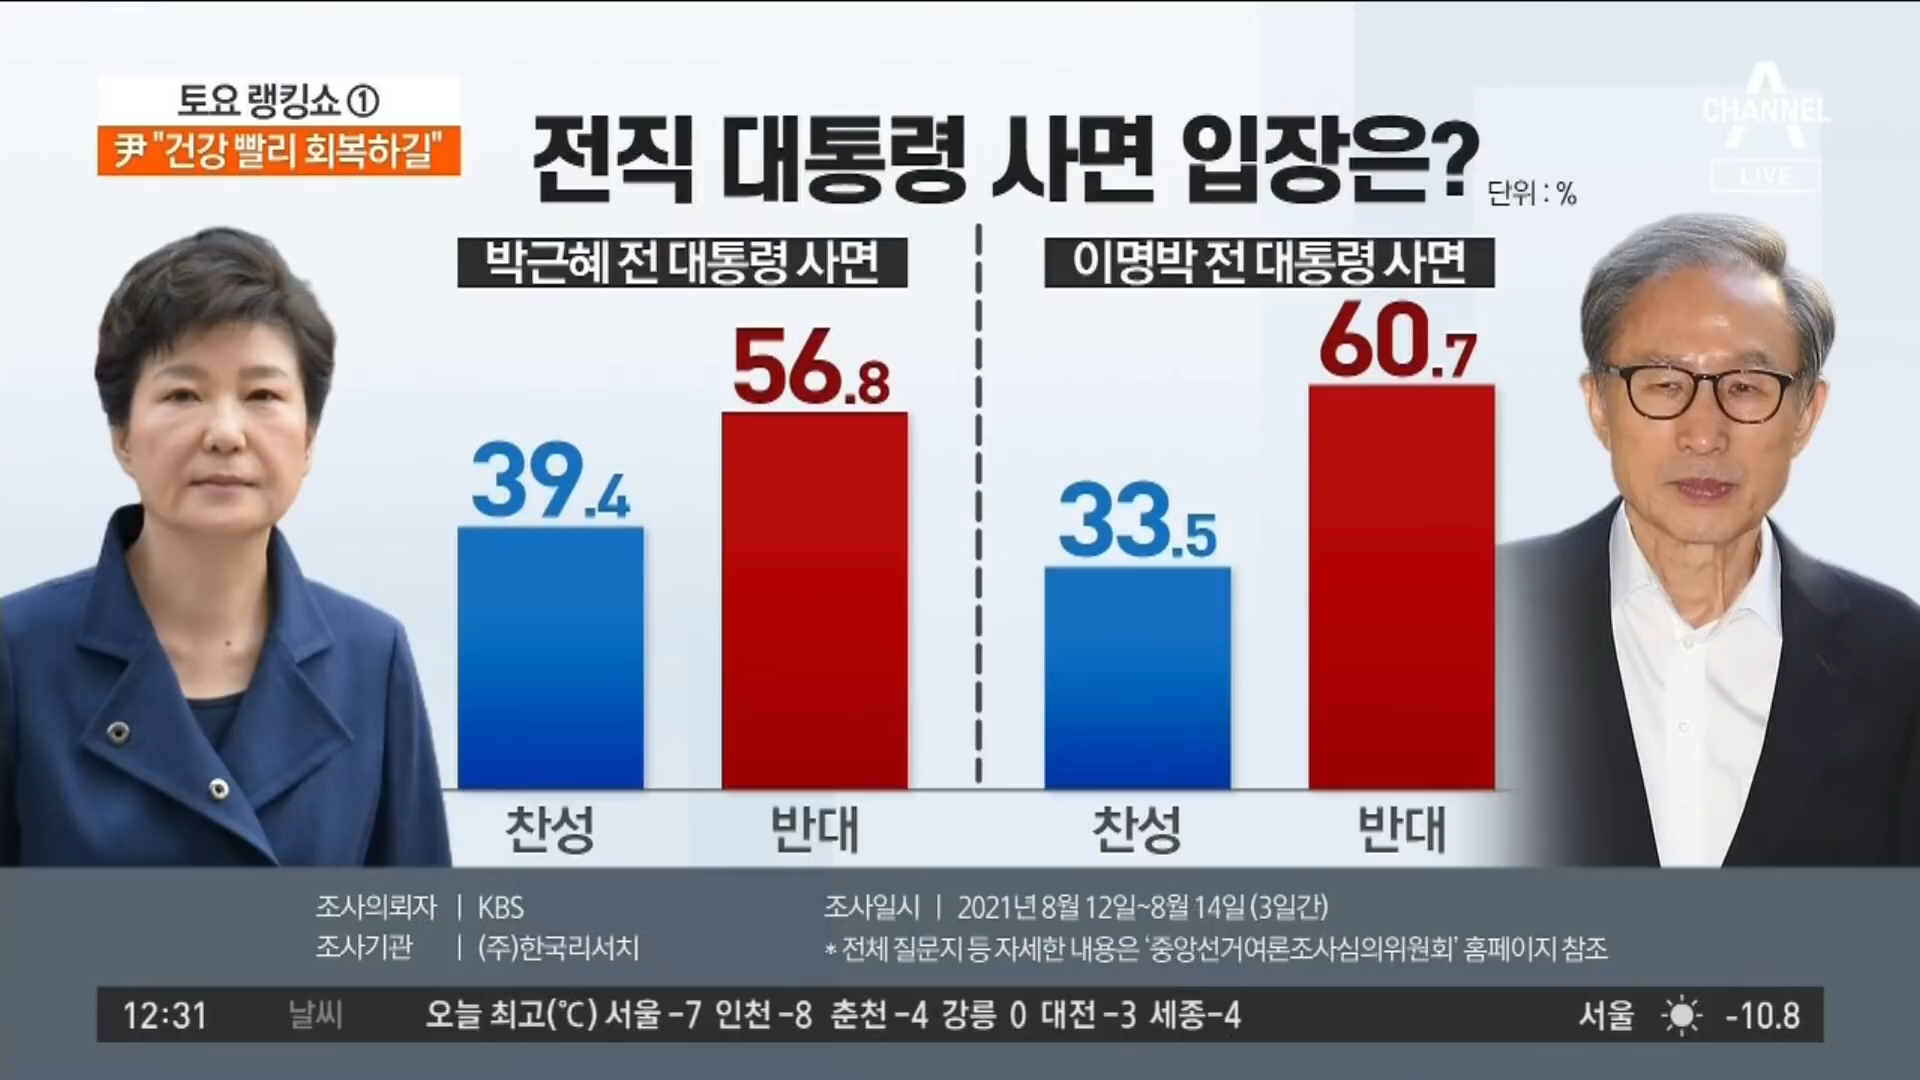 토요 랭킹쇼 ①
尹 "건강 빨리 회복하길"
전직 대통령 사면 입장은?
단위 : %
CHANNEL A
LIVE
박근혜 전 대통령 사면
이명박 전 대통령 사면
39.4
56.8
33.5
60.7
찬성
반대
찬성
반대
조사의뢰자 | KBS
조사기관 | (주)한국리서치
조사일시 | 2021년 8월 12일~8월 14일 (3일간)
* 전체 질문지 등 자세한 내용은 '중앙선거여론조사심의위원회' 홈페이지 참조
12:31 날씨 오늘 최고(℃) 서울 -7 인천 -8 춘천 -4 강릉 0 대전 -3 세종 -4 서울 -10.8